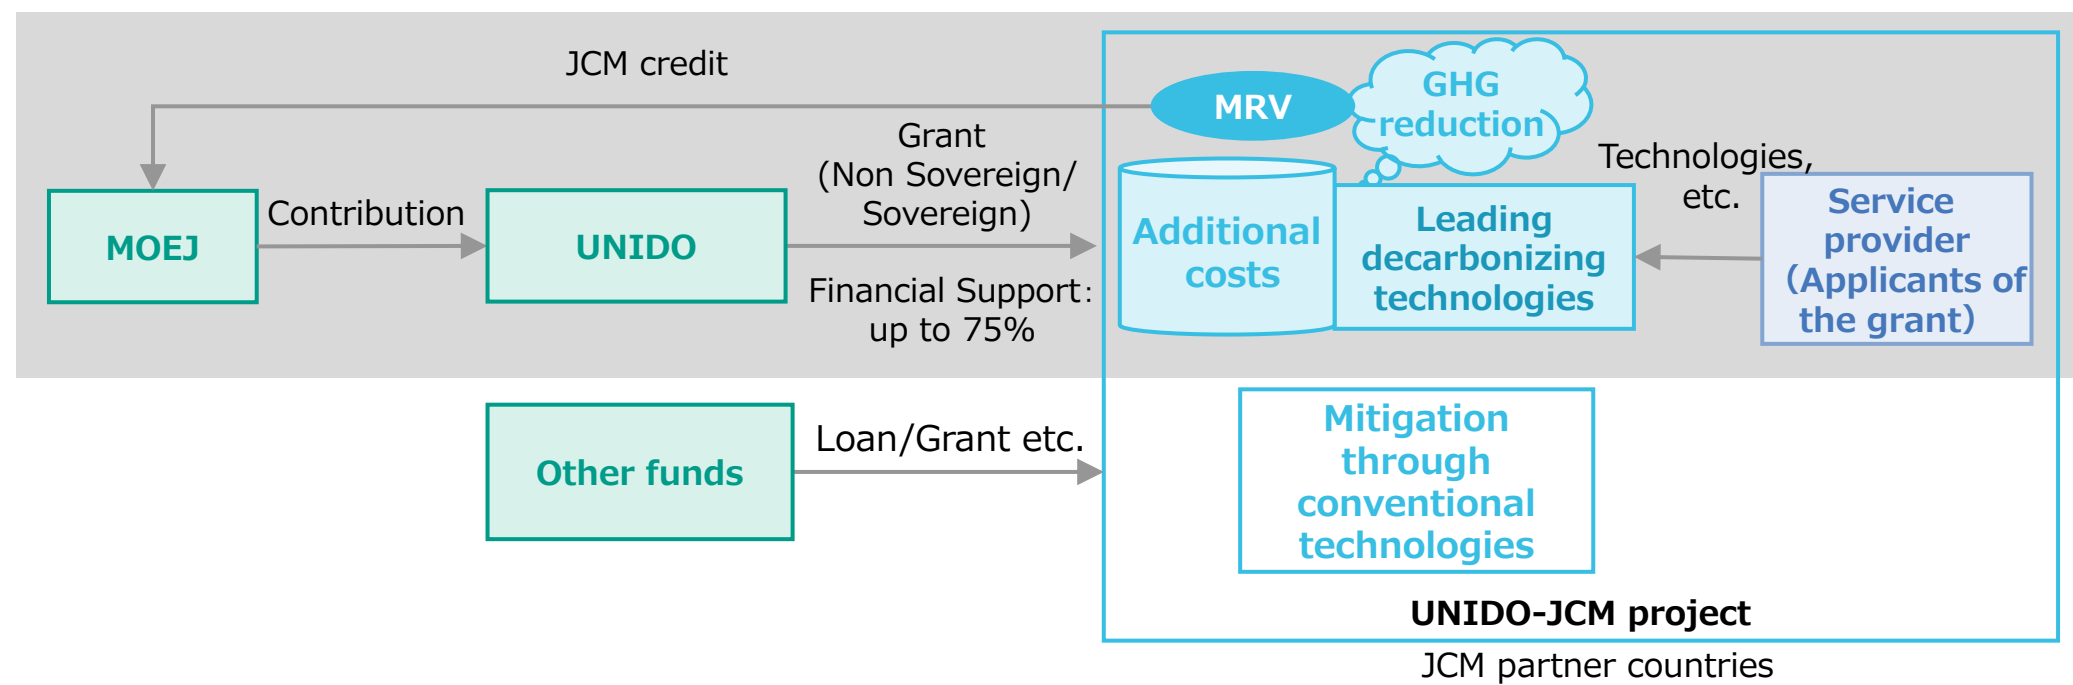 JCM credit
MRV
GHG
reduction
Grant
(Non Sovereign/
Sovereign)
Technologies,
etc.
MOEJ
Contribution
UNIDO
Financial Support:
up to 75%
Additional
costs
Leading
decarbonizing
technologies
Service
provider
(Applicants of
the grant)
Other funds
Loan/Grant etc.
Mitigation
through
conventional
technologies
UNIDO-JCM project
JCM partner countries